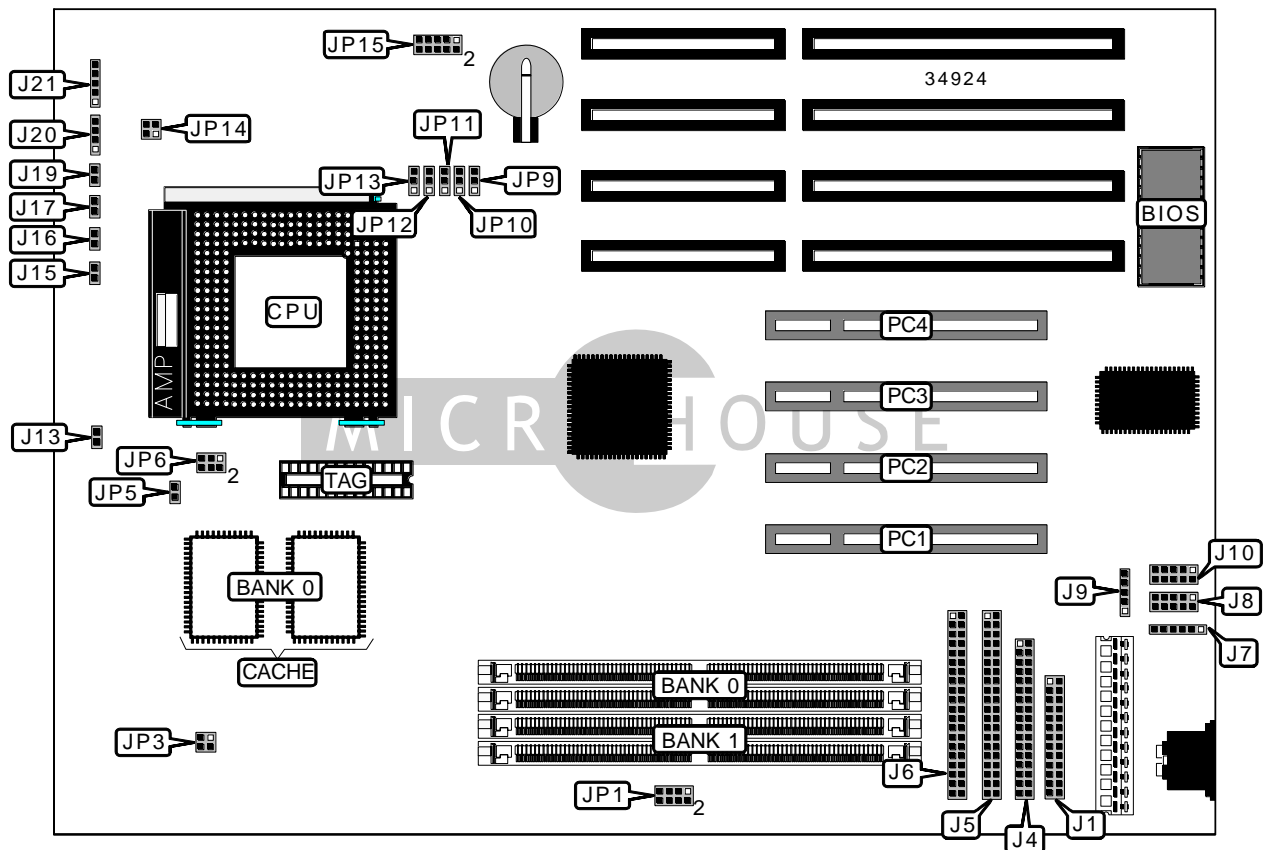 JP15
2
34924
J21
J20
JP14
JP11
J19
JP13
JP9
J17
JP12
JP10
BIOS
J16
J15
CPU
PC4
AMP
PC3
MICR HOUSE
J13
JP6
2
TAG
PC2
JP5
PC1
J10
BANK 0
J9
J8
J7
CACHE
BANK 0
BANK 1
JP3
J6
JP1
2
J5
J4
J1